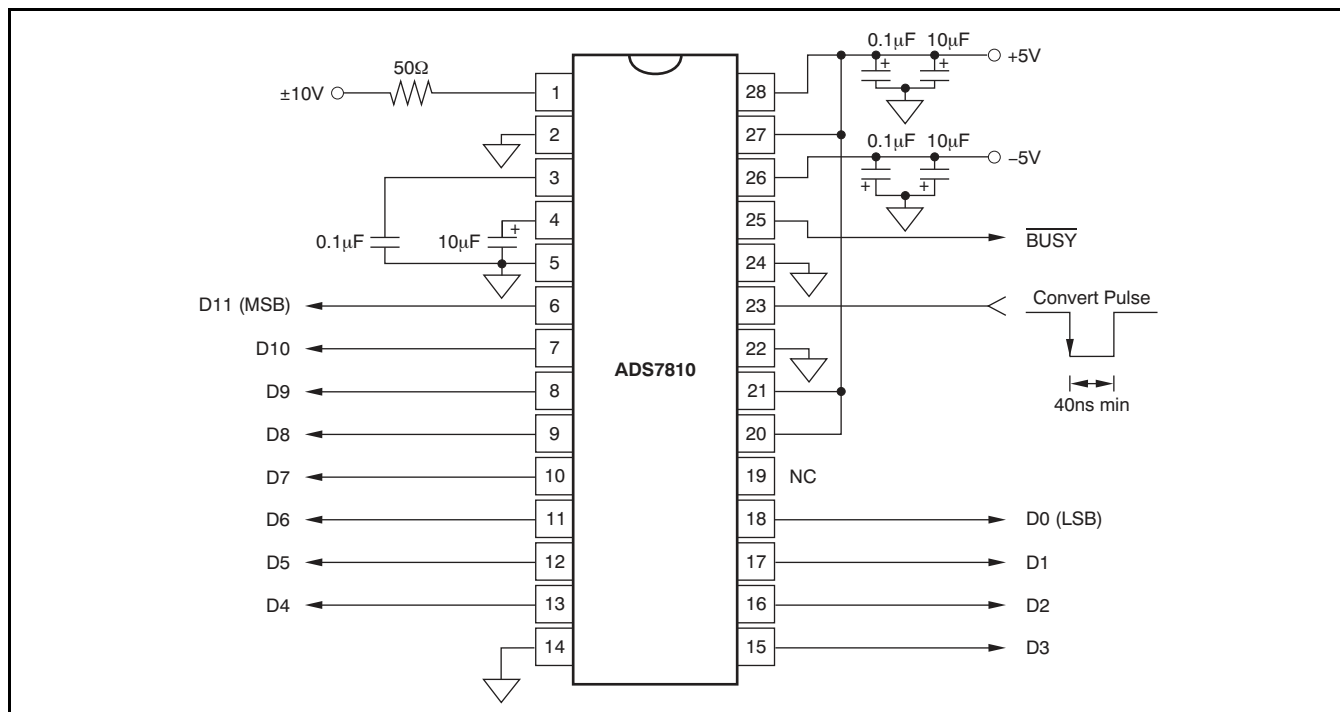 0.1µF 10µF
+5V
50Ω
±10V
1
28
2
27
0.1µF 10µF
–5V
3
26
4
25
0.1µF 10µF
BUSY
5
24
D11 (MSB)
6
23
Convert Pulse
D10
7
22
ADS7810
D9
8
21
40ns min
D8
9
20
D7
10
19
NC
D6
11
18
D0 (LSB)
D5
12
17
D1
D4
13
16
D2
14
15
D3